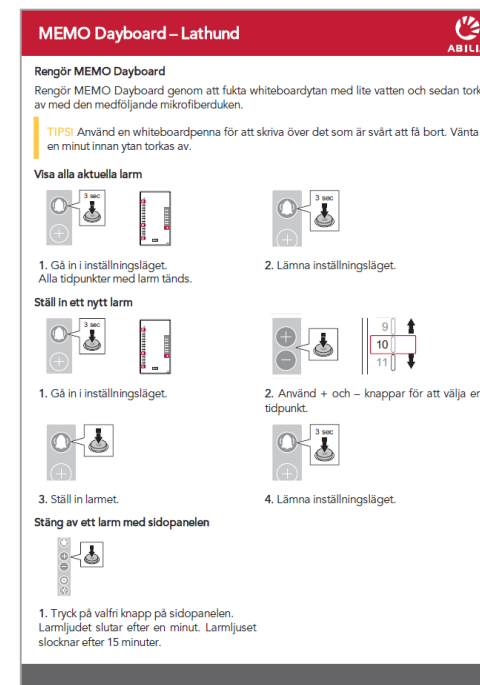 MEMO Dayboard – Lathund
ABILI
Rengör MEMO Dayboard
Rengör MEMO Dayboard genom att fukta whiteboardytan med lite vatten och sedan tork
av med den medföljande mikrofiberduken.
TIPS! Använd en whiteboardpenna för att skriva över det som är svårt att få bort. Vänta
en minut innan ytan torkas av.
Visa alla aktuella larm
3 sec
3 sec
1. Gå in i inställningsläget.
Alla tidpunkter med larm tänds.
2. Lämna inställningsläget.
Ställ in ett nytt larm
3 sec
9
10
11
1. Gå in i inställningsläget.
2. Använd + och – knappar för att välja en
tidpunkt.
3 sec
3. Ställ in larmet.
4. Lämna inställningsläget.
Stäng av ett larm med sidopanelen
1. Tryck på valfri knapp på sidopanelen.
Larmljudet slutar efter en minut. Larmljuset
slocknar efter 15 minuter.